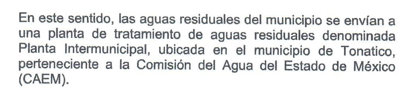 En este sentido, las aguas residuales del municipio se envían a
una planta de tratamiento de aguas residuales denominada
Planta Intermunicipal, ubicada en el municipio de Tonatico,
perteneciente a la Comisión del Agua del Estado de México
(CAEM).